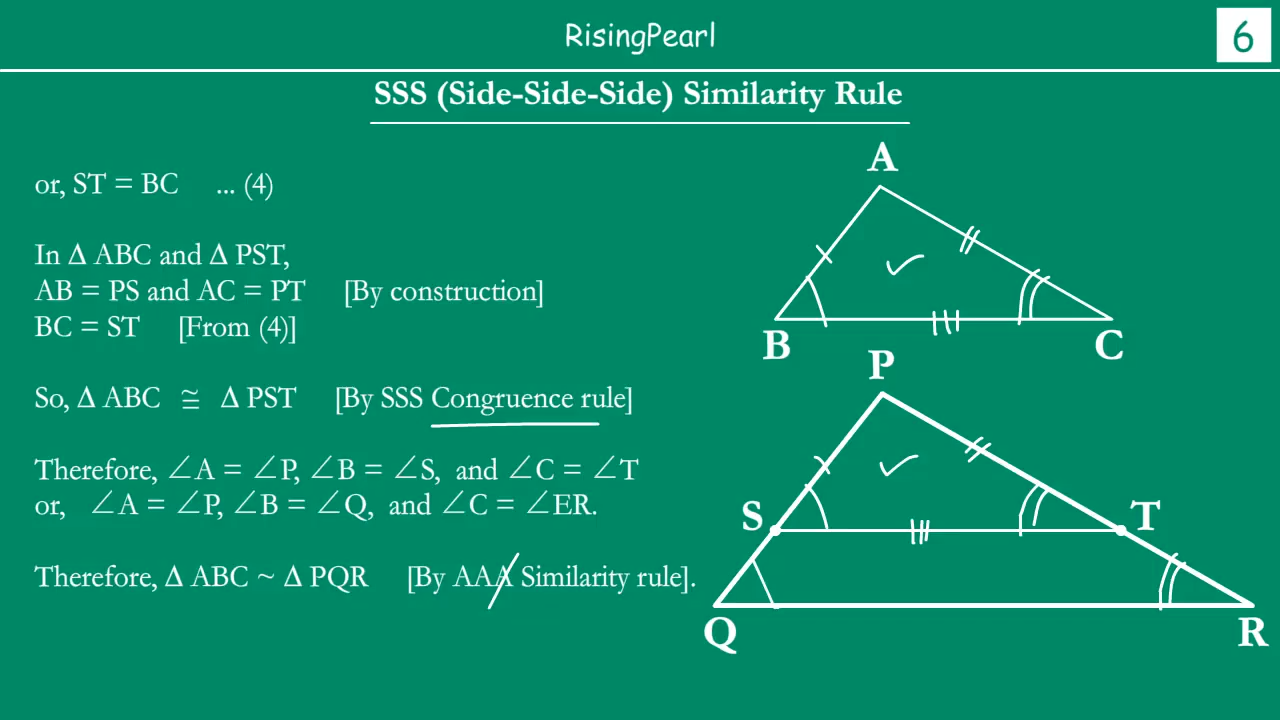 RisingPearl
6
SSS (Side-Side-Side) Similarity Rule
or, ST = BC ... (4)
In Δ ABC and Δ PST,
AB = PS and AC = PT [By construction]
BC = ST [From (4)]
So, Δ ABC ≅ Δ PST [By SSS Congruence rule]
Therefore, ∠A = ∠P, ∠B = ∠S, and ∠C = ∠T
or, ∠A = ∠P, ∠B = ∠Q, and ∠C = ∠ER.
Therefore, Δ ABC ~ Δ PQR [By AAA Similarity rule].
A
B
C
P
S
T
Q
R